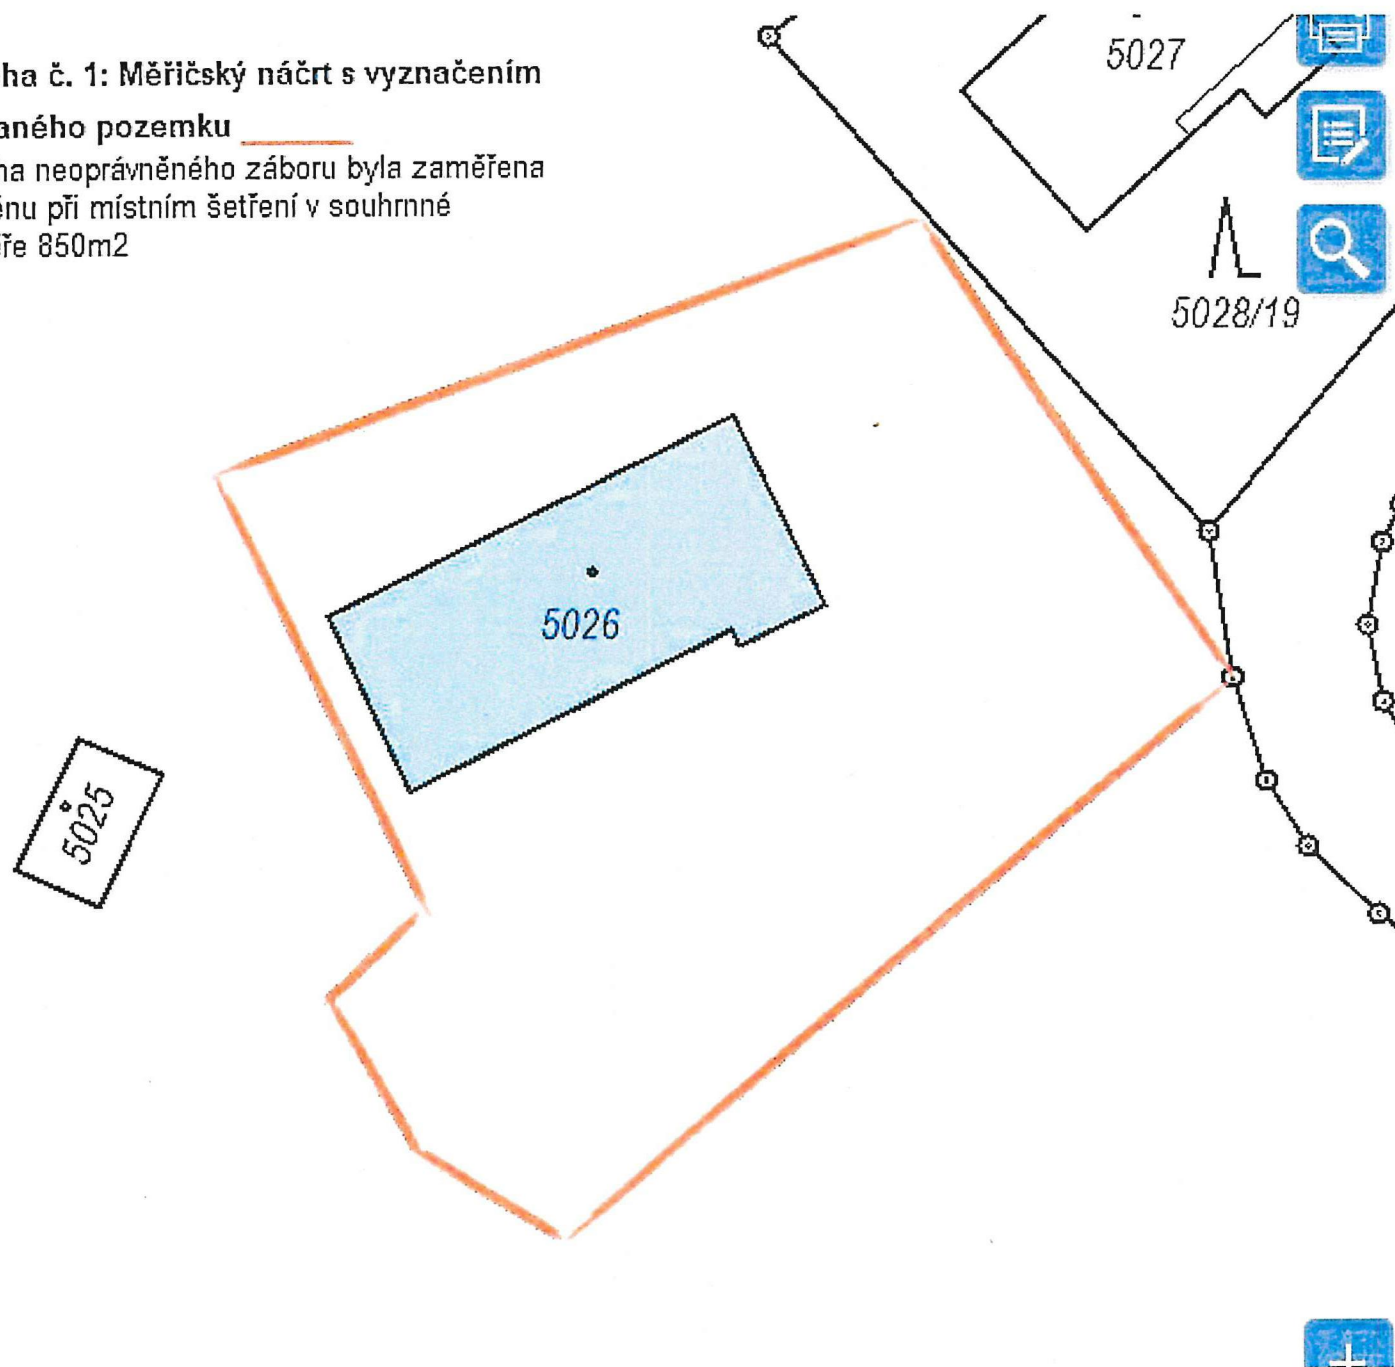 ha č. 1: Měřičský náčrt s vyznačením
aného pozemku
na neoprávněného záboru byla zaměřena
énu při místním šetření v souhrnné
ře 850m2
5027
5028/19
5026
5025